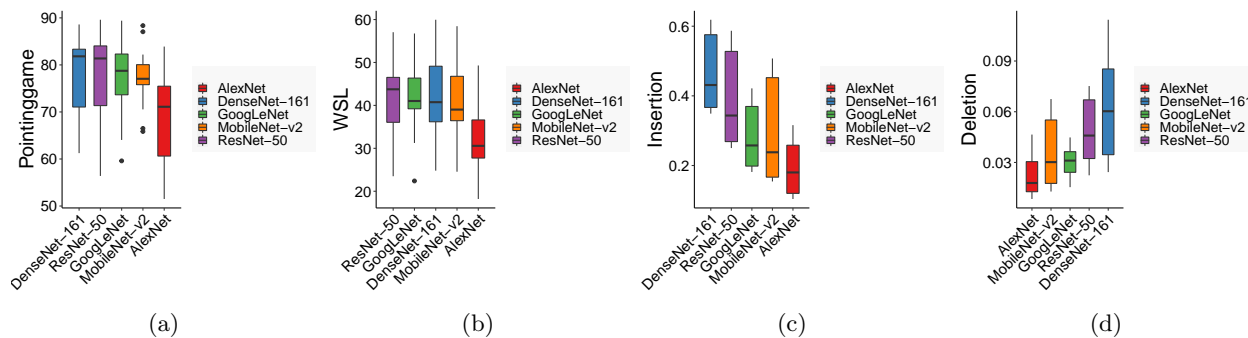 Pointinggame
90
80
70
60
50
DenseNet−161
ResNet−50
GoogLeNet
MobileNet−v2
AlexNet
AlexNet
DenseNet−161
GoogLeNet
MobileNet−v2
ResNet−50
(a)
WSL
60
50
40
30
20
ResNet−50
GoogLeNet
DenseNet−161
MobileNet−v2
AlexNet
AlexNet
DenseNet−161
GoogLeNet
MobileNet−v2
ResNet−50
(b)
Insertion
0.6
0.4
0.2
DenseNet−161
ResNet−50
GoogLeNet
MobileNet−v2
AlexNet
AlexNet
DenseNet−161
GoogLeNet
MobileNet−v2
ResNet−50
(c)
Deletion
0.09
0.06
0.03
AlexNet
MobileNet−v2
GoogLeNet
ResNet−50
DenseNet−161
AlexNet
DenseNet−161
GoogLeNet
MobileNet−v2
ResNet−50
(d)